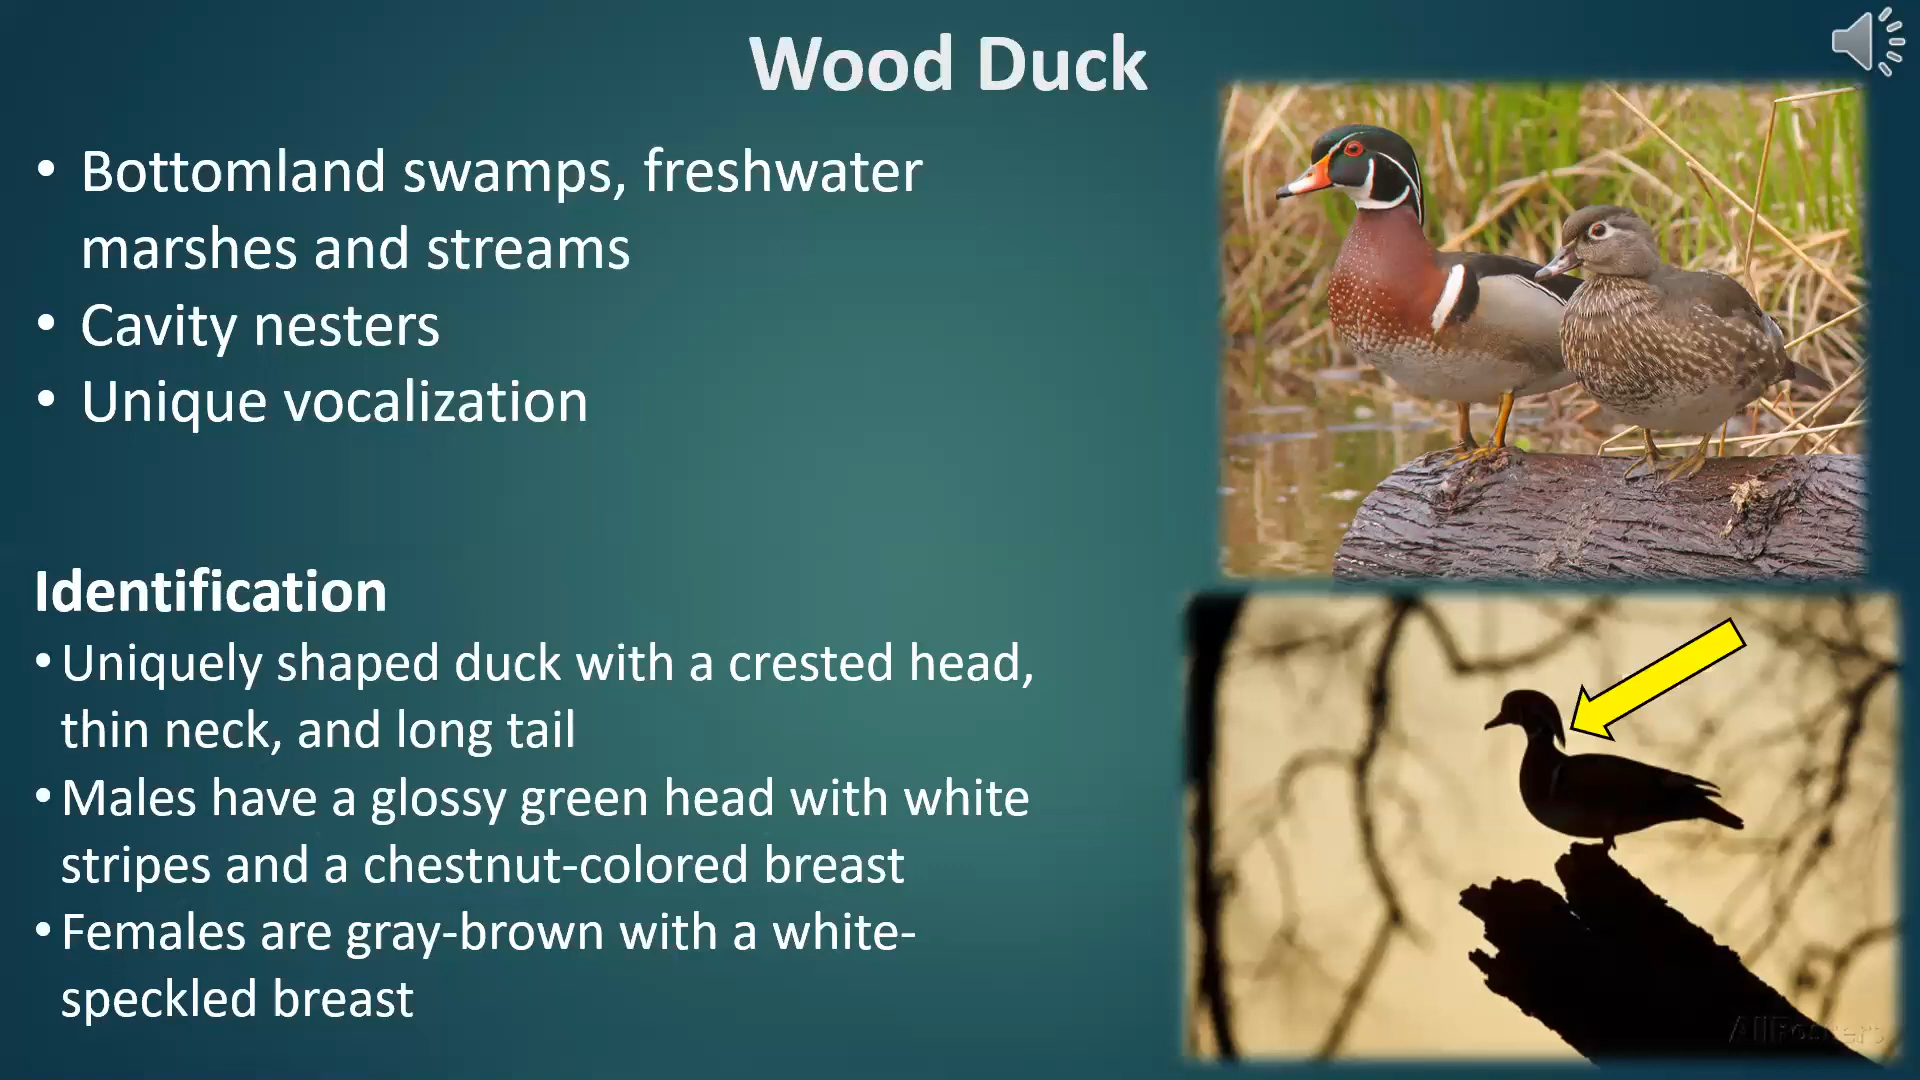 Wood Duck
• Bottomland swamps, freshwater
marshes and streams
• Cavity nesters
• Unique vocalization
Identification
• Uniquely shaped duck with a crested head,
thin neck, and long tail
• Males have a glossy green head with white
stripes and a chestnut-colored breast
• Females are gray-brown with a white-
speckled breast
AllPosters